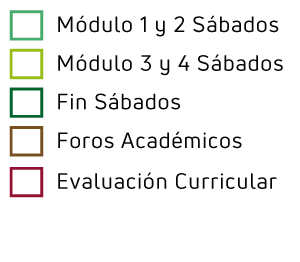 Módulo 1 y 2 Sábados
Módulo 3 y 4 Sábados
Fin Sábados
Foros Académicos
Evaluación Curricular